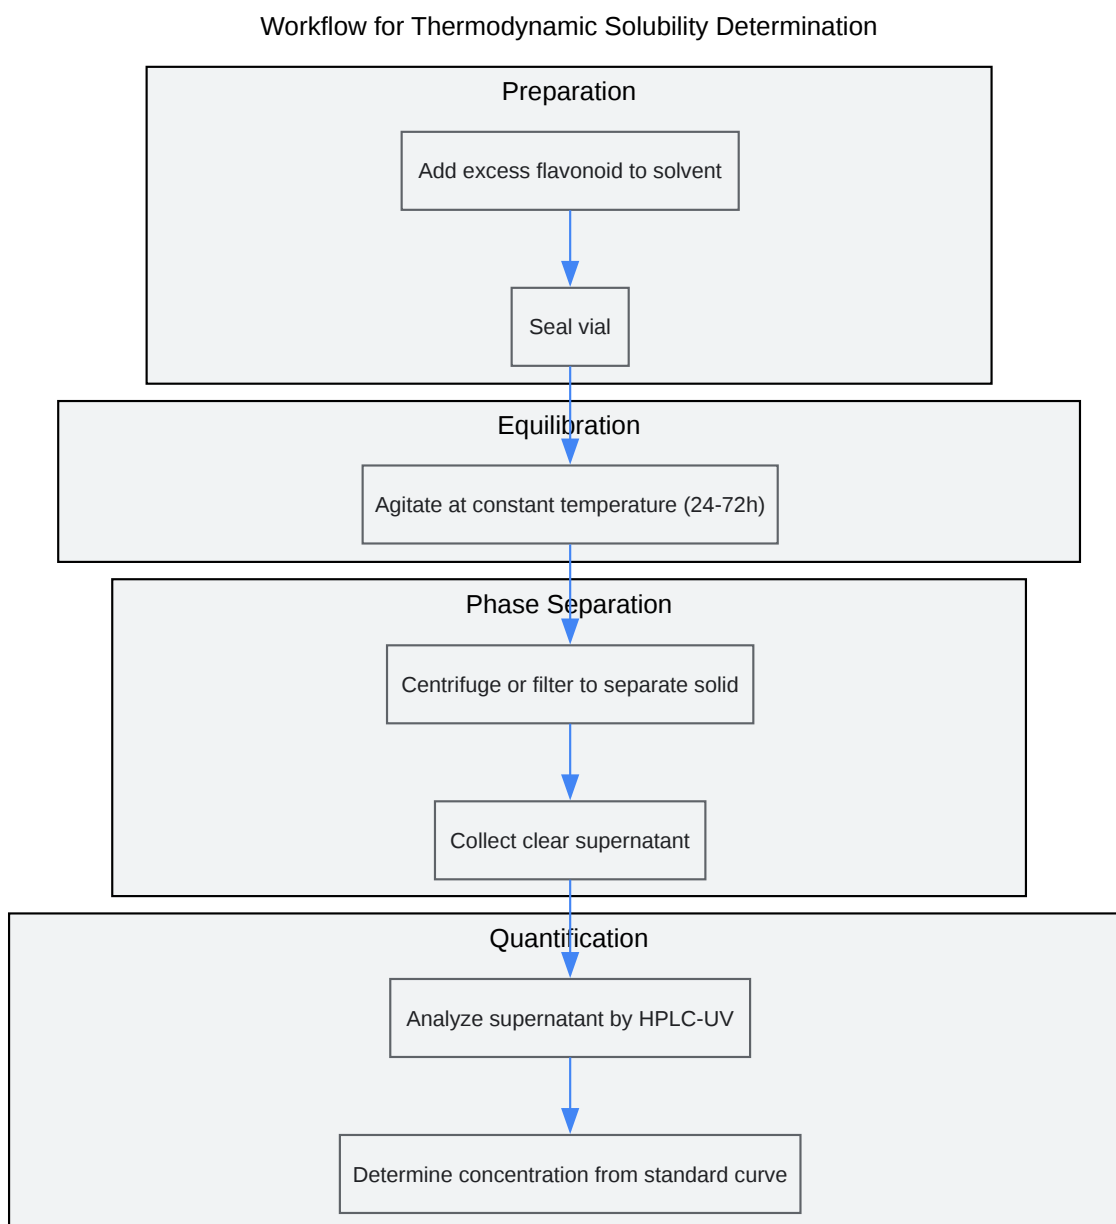 Workflow for Thermodynamic Solubility Determination
Preparation
Add excess flavonoid to solvent
Seal vial
Equilibration
Agitate at constant temperature (24-72h)
Phase Separation
Centrifuge or filter to separate solid
Collect clear supernatant
Quantification
Analyze supernatant by HPLC-UV
Determine concentration from standard curve